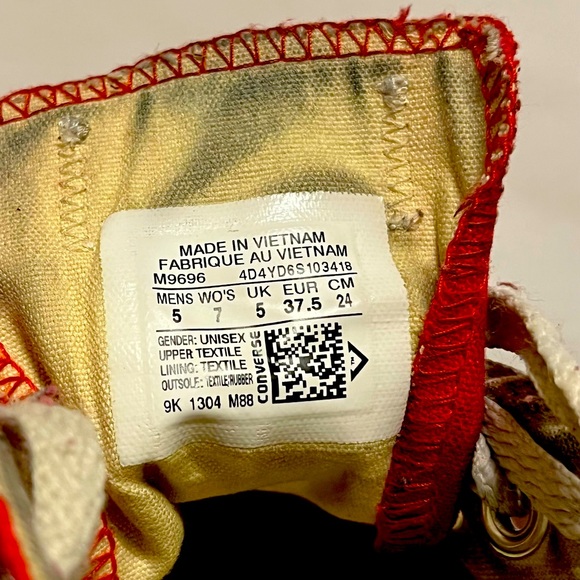 MADE IN VIETNAM
FABRIQUE AU VIETNAM
M9696 4D4YD6S103418
MENS WO'S UK EUR CM
5 7 5 37.5 24
GENDER: UNISEX
UPPER TEXTILE
LINING: TEXTILE
OUTSOLE: TEXTILE/RUBBER
CONVERSE
9K 1304 M88